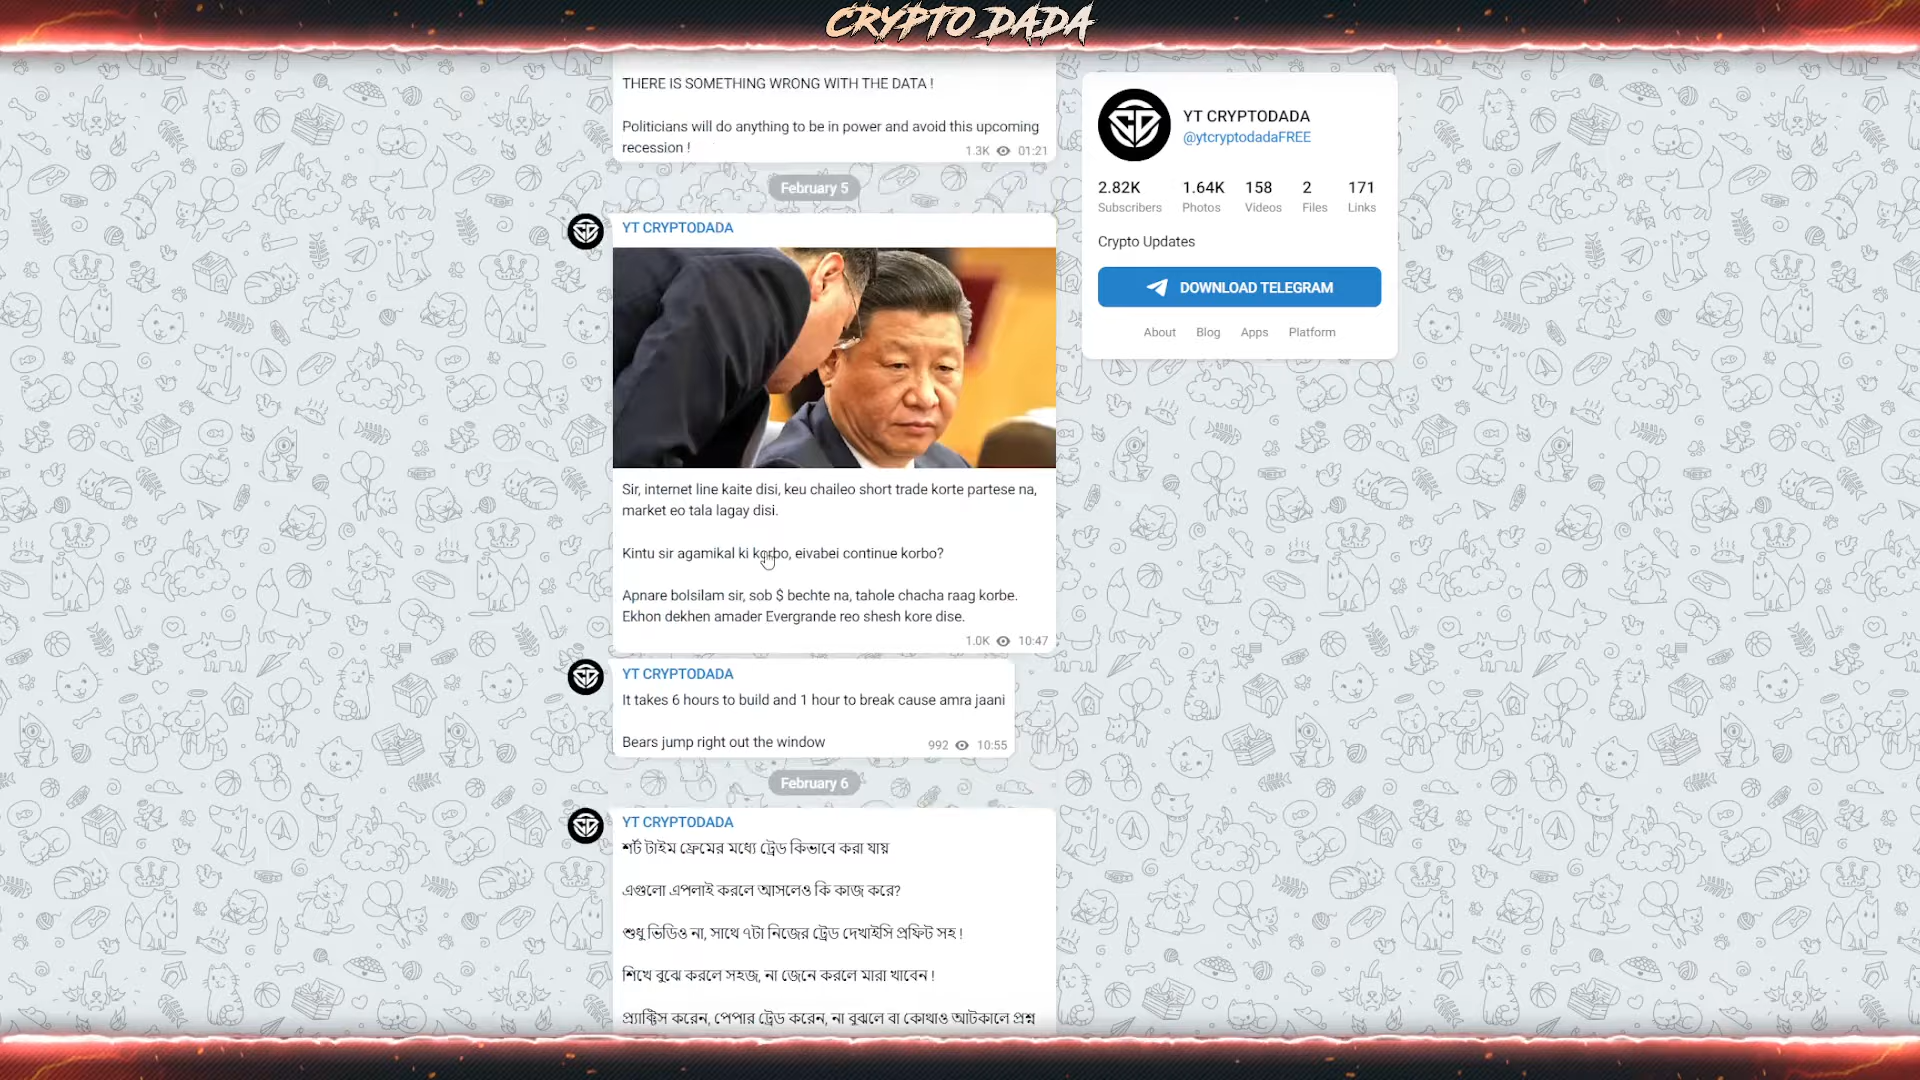 CRYPTO DADA
THERE IS SOMETHING WRONG WITH THE DATA !
Politicians will do anything to be in power and avoid this upcoming
recession !
1.3K 01:21
February 5
YT CRYPTODADA
Sir, internet line kaite disi, keu chaileo short trade korte partese na,
market eo tala lagay disi.
Kintu sir agamikal ki korbo, eivabei continue korbo?
Apnare bolsilam sir, sob $ bechte na, tahole chacha raag korbe.
Ekhon dekhen amader Evergrande reo shesh kore dise.
1.0K 10:47
YT CRYPTODADA
It takes 6 hours to build and 1 hour to break cause amra jaani
Bears jump right out the window
992 10:55
February 6
YT CRYPTODADA
শর্ট টাইম ফ্রেমের মধ্যে ট্রেড কিভাবে করা যায়
এগুলো এপলাই করলে আসলেও কি কাজ করে?
শুধু ভিডিও না, সাথে ৭টা নিজের ট্রেড দেখাইসি প্রফিট সহ !
শিখে বুঝে করলে সহজ, না জেনে করলে মারা খাবেন !
প্র্যাক্টিস করেন, পেপার ট্রেড করেন, না বুঝলে বা কোথাও আটকালে প্রশ্ন
YT CRYPTODADA
@ytcryptodadaFREE
2.82K 1.64K 158 2 171
Subscribers Photos Videos Files Links
Crypto Updates
DOWNLOAD TELEGRAM
About Blog Apps Platform